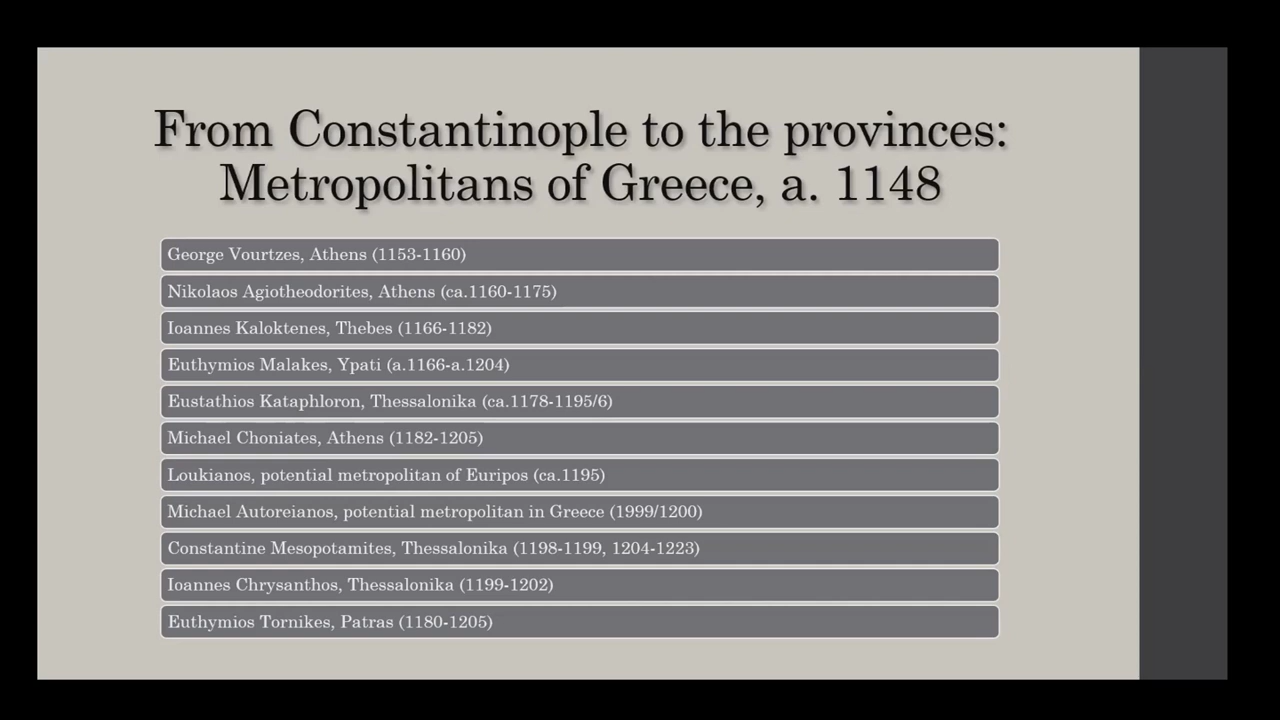 From Constantinople to the provinces:
Metropolitans of Greece, a. 1148
George Vourtzes, Athens (1153-1160)
Nikolaos Agiotheodorites, Athens (ca.1160-1175)
Ioannes Kaloktenes, Thebes (1166-1182)
Euthymios Malakes, Ypati (a.1166-a.1204)
Eustathios Kataphloron, Thessalonika (ca.1178-1195/6)
Michael Choniates, Athens (1182-1205)
Loukianos, potential metropolitan of Euripos (ca.1195)
Michael Autoreianos, potential metropolitan in Greece (1999/1200)
Constantine Mesopotamites, Thessalonika (1198-1199, 1204-1223)
Ioannes Chrysanthos, Thessalonika (1199-1202)
Euthymios Tornikes, Patras (1180-1205)